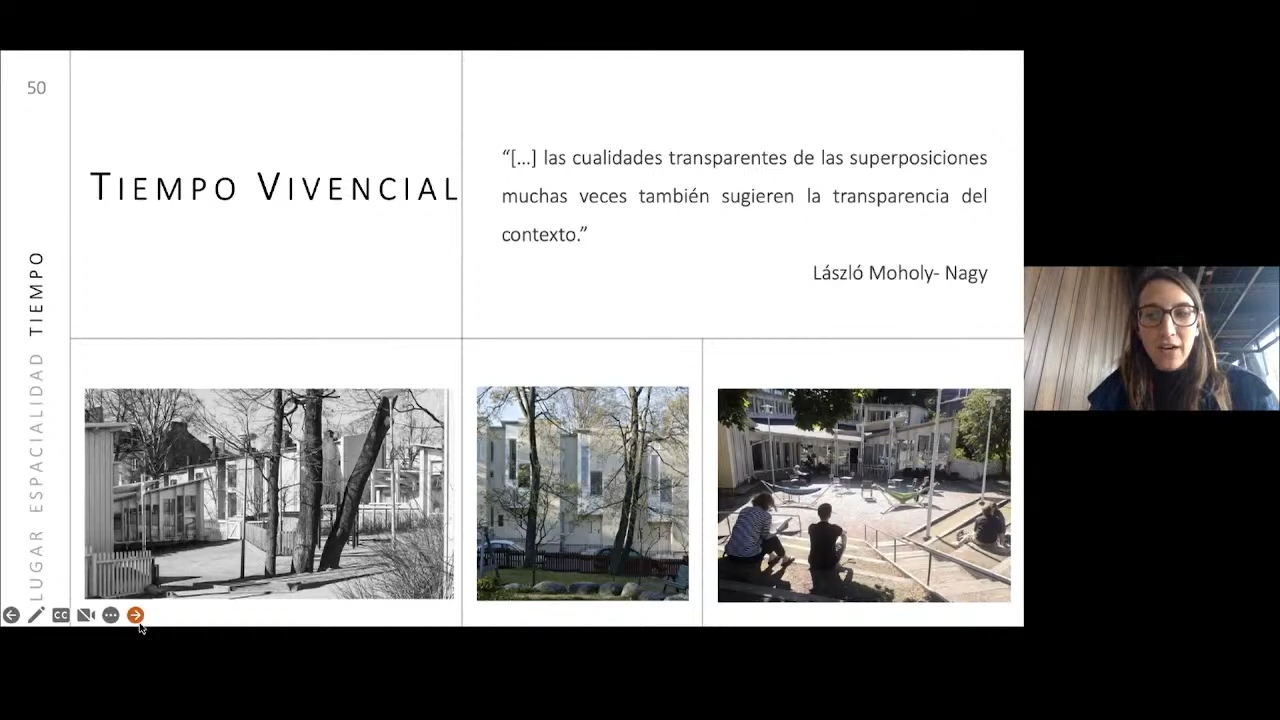 50
TIEMPO VIVENCIAL
“[...] las cualidades transparentes de las superposiciones
muchas veces también sugieren la transparencia del
contexto.”
László Moholy- Nagy
LUGAR ESPACIALIDAD TIEMPO
CC